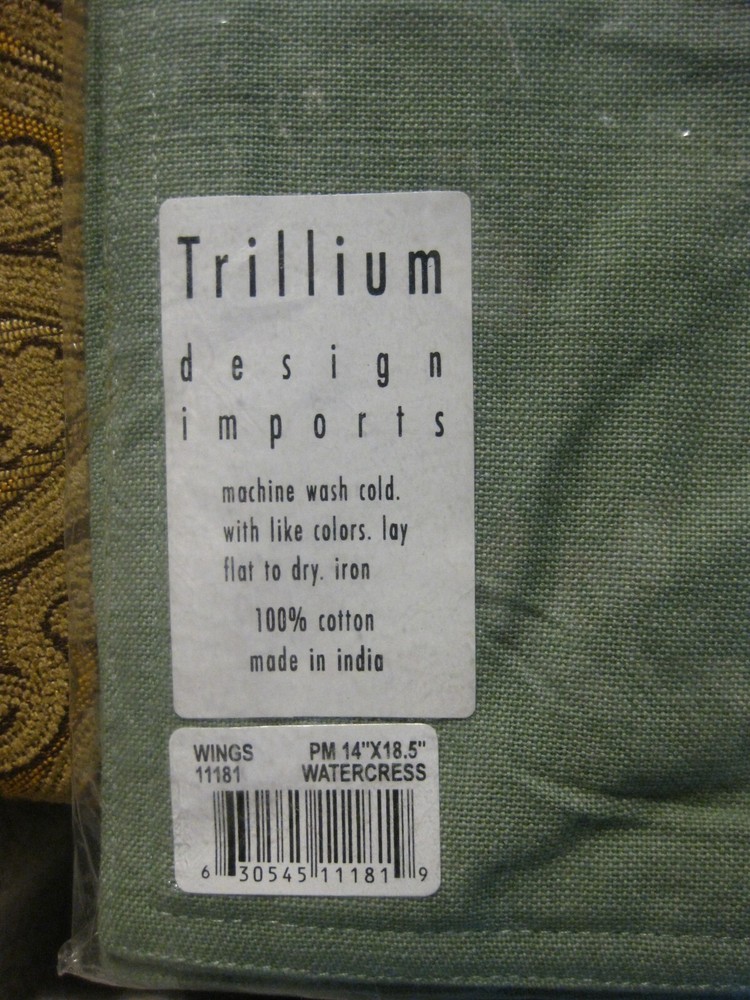 Trillium
design
imports
machine wash cold.
with like colors. lay
flat to dry. iron
100% cotton
made in india
WINGS PM 14"X18.5"
11181 WATERCRESS
6 30545 11181 9